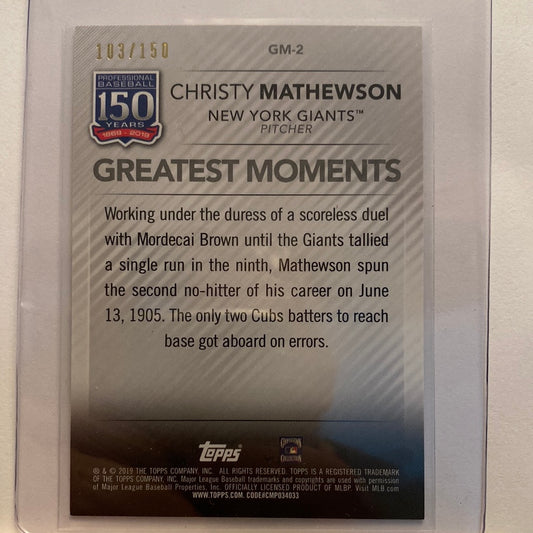 103/150
GM-2
PROFESSIONAL
BASEBALL
150
YEARS
1869-2019
CHRISTY MATHEWSON
NEW YORK GIANTS™
PITCHER
GREATEST MOMENTS
Working under the duress of a scoreless duel
with Mordecai Brown until the Giants tallied
a single run in the ninth, Mathewson spun
the second no-hitter of his career on June
13, 1905. The only two Cubs batters to reach
base got aboard on errors.
topps
COOPERSTOWN
COLLECTION
® & © 2019 THE TOPPS COMPANY, INC. ALL RIGHTS RESERVED. TOPPS IS A REGISTERED TRADEMARK
OF THE TOPPS COMPANY, INC. Major League Baseball trademarks and copyrights are used with permission
of Major League Baseball Properties, Inc. OFFICIALLY LICENSED PRODUCT OF MLBP. Visit MLB.com
WWW.TOPPS.COM. CODE#CMP034033